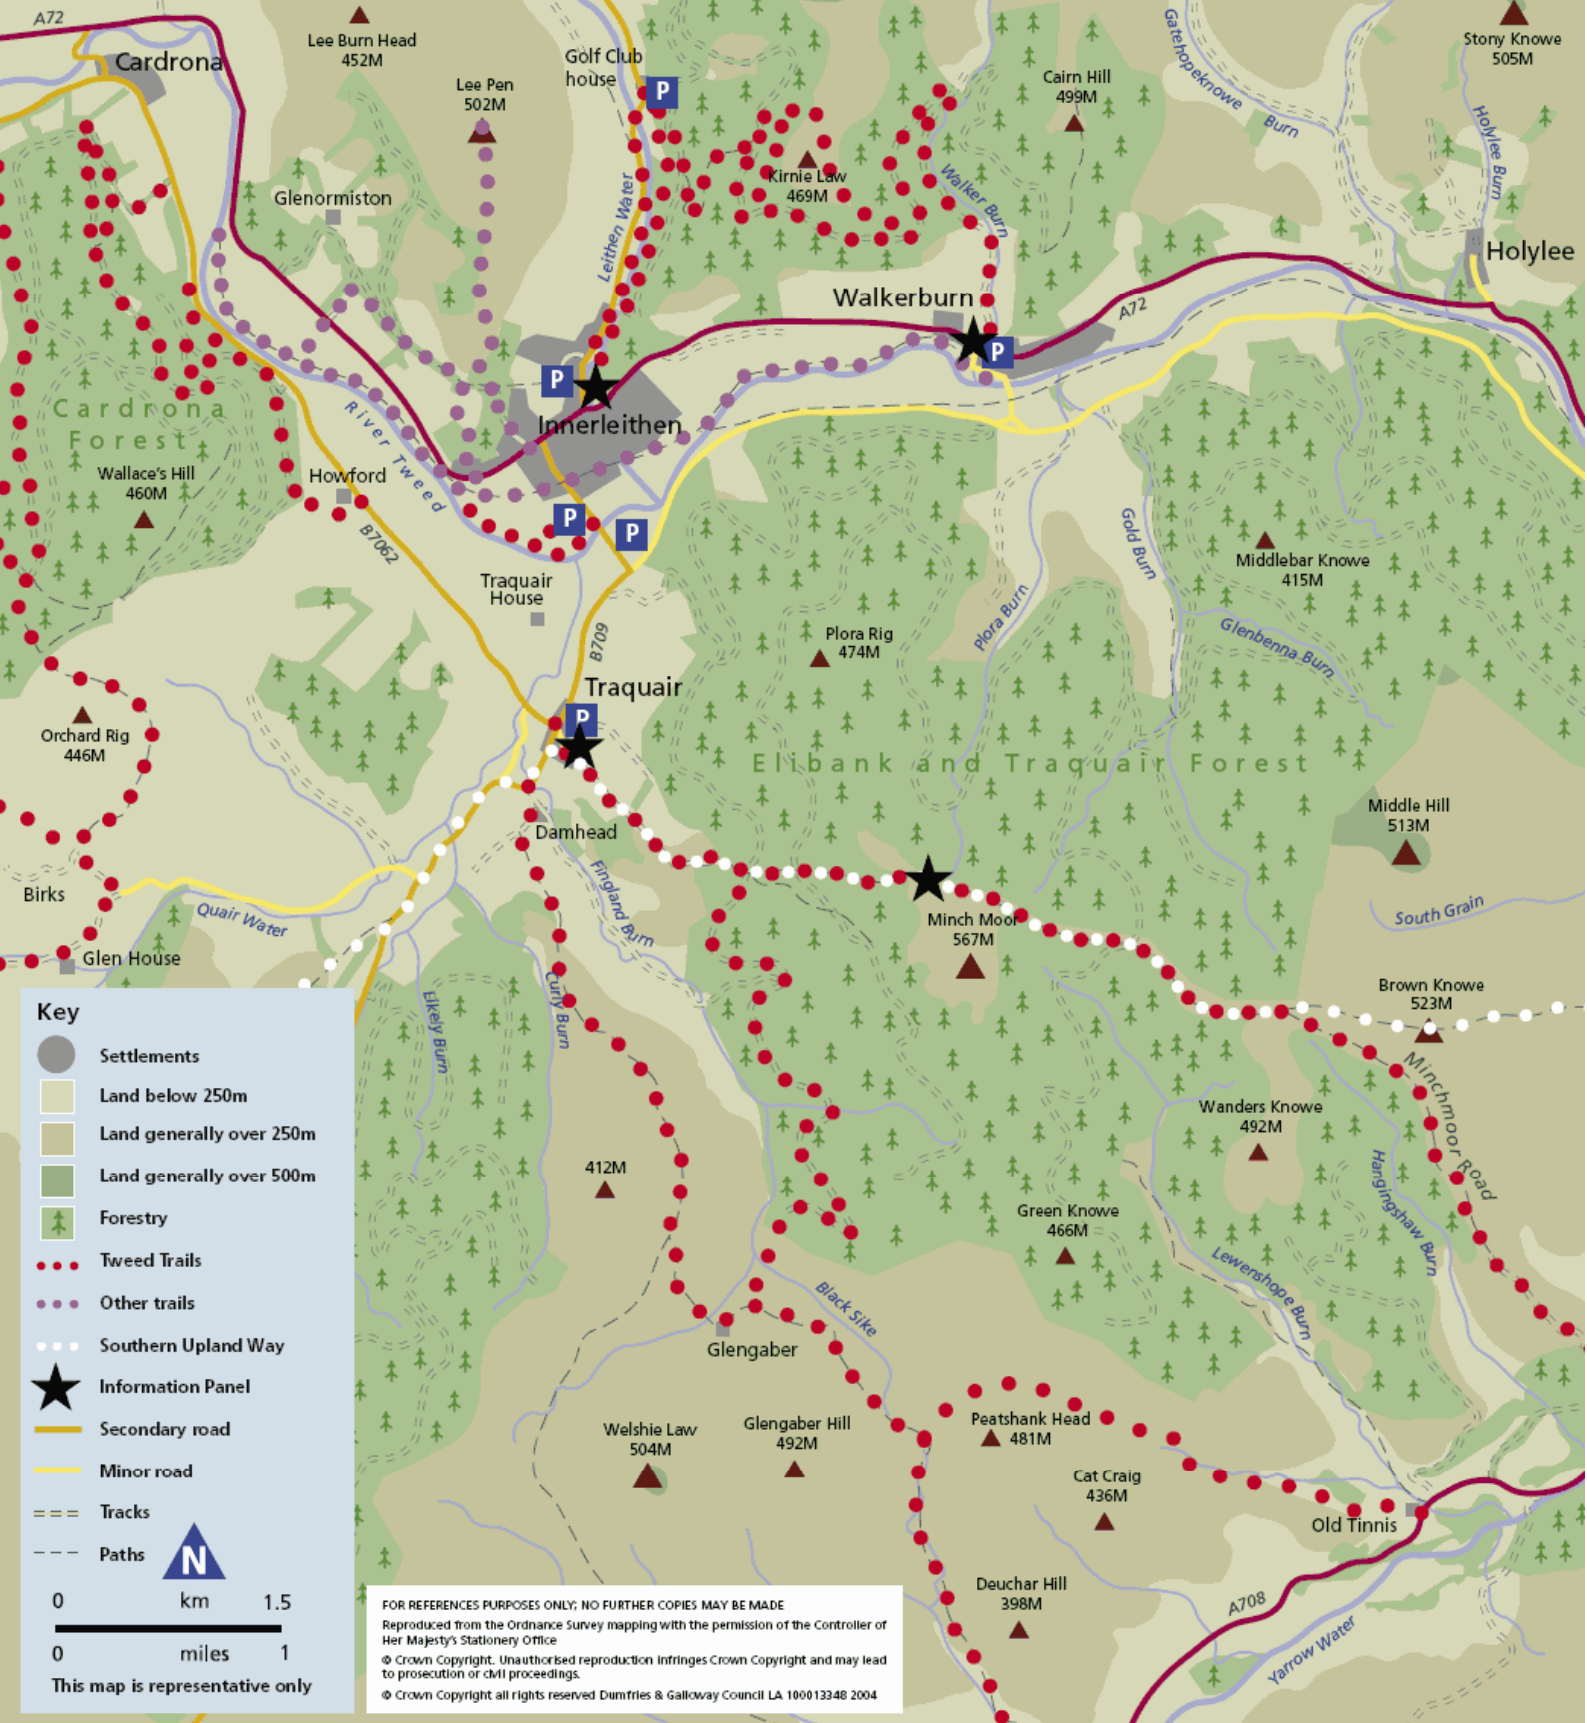 A72
Cardrona
Lee Burn Head
452M
Golf Club
house
P
Lee Pen
502M
Cairn Hill
499M
Gatehopeknowe
Burn
Stony Knowe
505M
Holylee Burn
Glenormiston
Leithen Water
Kirnie Law
469M
Walker Burn
Holylee
Walkerburn
A72
P
P
Innerleithen
Cardrona
Forest
River Tweed
Wallace's Hill
460M
Howford
B7062
P
P
Gold Burn
Middlebar Knowe
415M
Traquair
House
Plora Burn
Glenbenna Burn
B709
Plora Rig
474M
Traquair
P
Orchard Rig
446M
Elibank and Traquair Forest
Middle Hill
513M
Damhead
Birks
Fingland Burn
Quair Water
South Grain
Minch Moor
567M
Glen House
Brown Knowe
523M
Likely Burn
Curly Burn
Minchmoor Road
Wanders Knowe
492M
412M
Hangingshaw Burn
Green Knowe
466M
Lewenshope Burn
Black Sike
Glengaber
Welshie Law
504M
Glengaber Hill
492M
Peatshank Head
481M
Cat Craig
436M
Old Tinnis
Deuchar Hill
398M
A708
Yarrow Water
Key
Settlements
Land below 250m
Land generally over 250m
Land generally over 500m
Forestry
Tweed Trails
Other trails
Southern Upland Way
Information Panel
Secondary road
Minor road
Tracks
Paths
N
0 km 1.5
0 miles 1
This map is representative only
FOR REFERENCES PURPOSES ONLY; NO FURTHER COPIES MAY BE MADE
Reproduced from the Ordnance Survey mapping with the permission of the Controller of
Her Majesty's Stationery Office
© Crown Copyright. Unauthorised reproduction infringes Crown Copyright and may lead
to prosecution or civil proceedings.
© Crown Copyright all rights reserved Dumfries & Galloway Council LA 100013348 2004